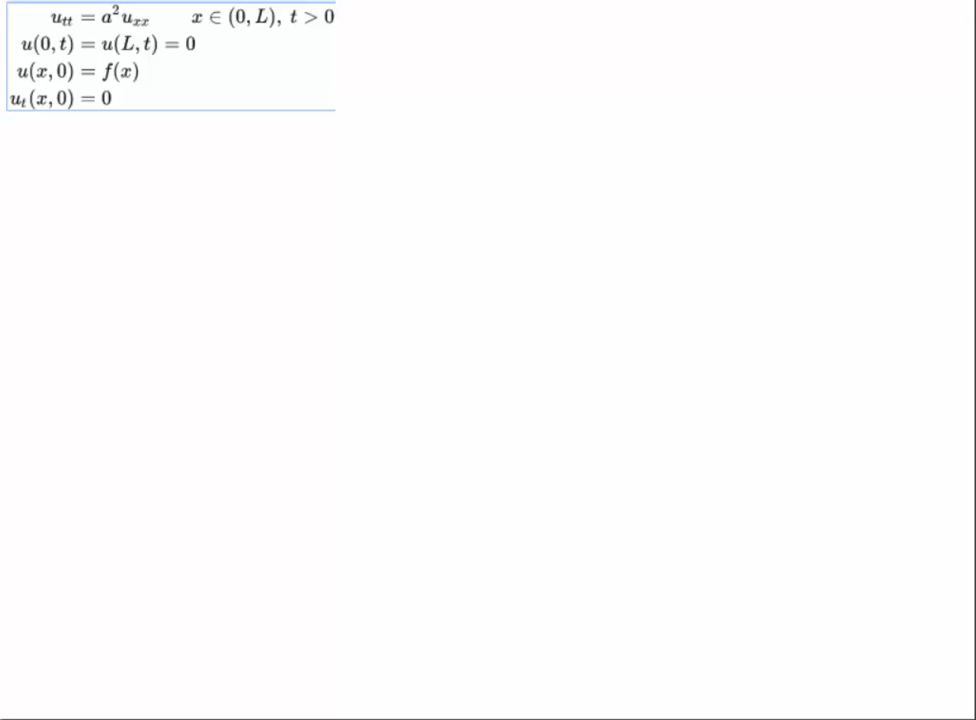 u_{tt} = a^2 u_{xx}    x ∈ (0, L), t > 0
u(0, t) = u(L, t) = 0
u(x, 0) = f(x)
u_t(x, 0) = 0